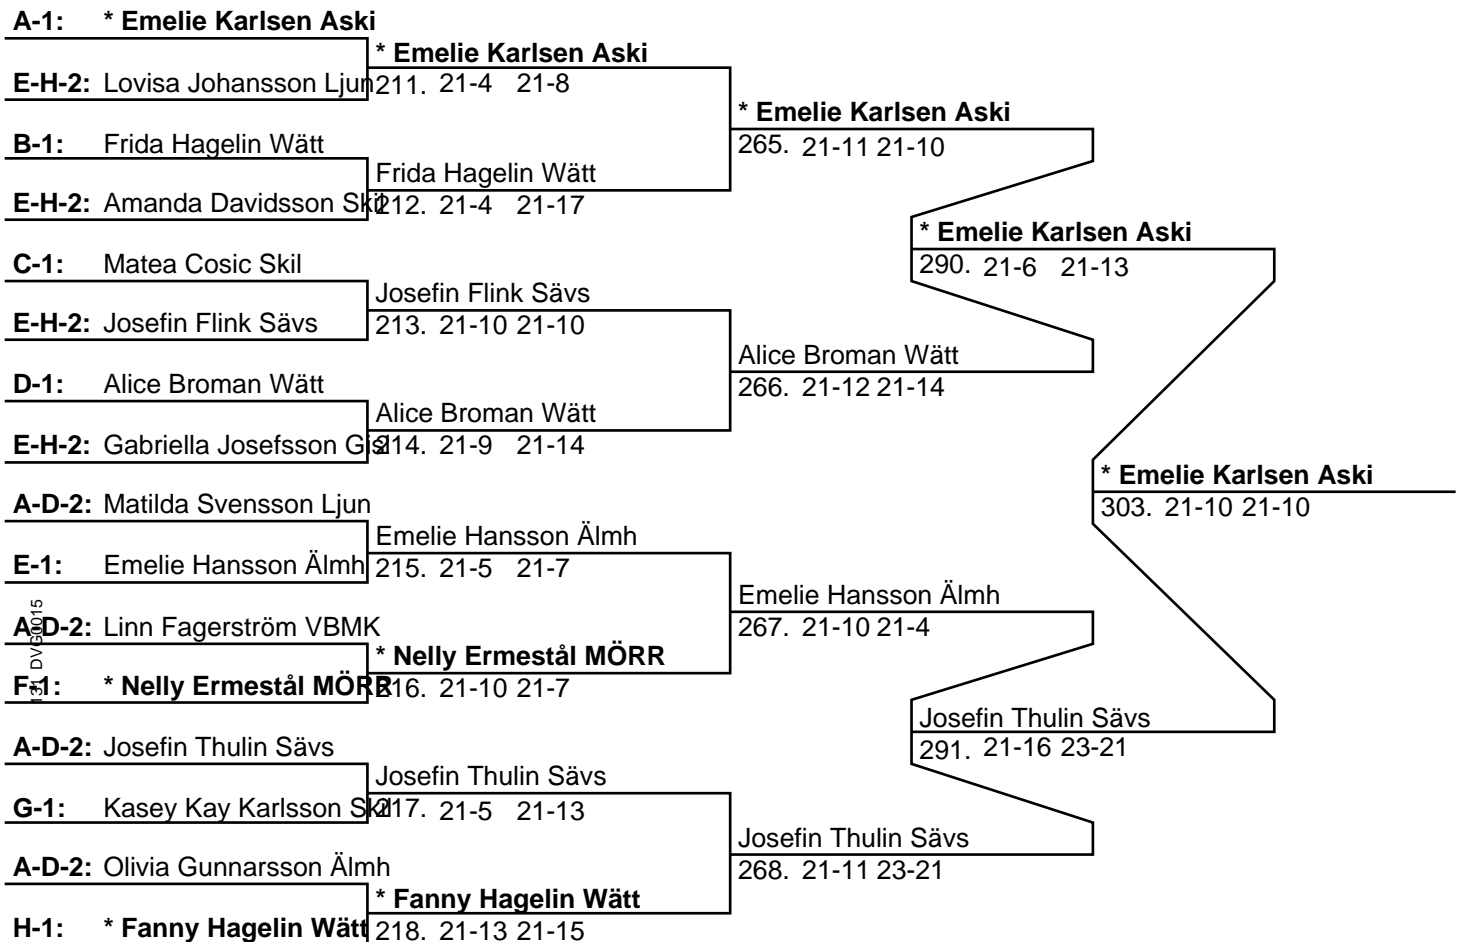 A-1: * Emelie Karlsen Aski
* Emelie Karlsen Aski
E-H-2: Lovisa Johansson Ljun
211. 21-4 21-8
* Emelie Karlsen Aski
265. 21-11 21-10
B-1: Frida Hagelin Wätt
Frida Hagelin Wätt
E-H-2: Amanda Davidsson Skil
212. 21-4 21-17
* Emelie Karlsen Aski
290. 21-6 21-13
C-1: Matea Cosic Skil
Josefin Flink Sävs
E-H-2: Josefin Flink Sävs
213. 21-10 21-10
Alice Broman Wätt
266. 21-12 21-14
D-1: Alice Broman Wätt
Alice Broman Wätt
E-H-2: Gabriella Josefsson Gisl
214. 21-9 21-14
* Emelie Karlsen Aski
303. 21-10 21-10
A-D-2: Matilda Svensson Ljun
Emelie Hansson Älmh
E-1: Emelie Hansson Älmh
215. 21-5 21-7
Emelie Hansson Älmh
267. 21-10 21-4
A-D-2: Linn Fagerström VBMK
* Nelly Ermestål MÖRR
F-1: * Nelly Ermestål MÖRR
216. 21-10 21-7
131 DVG0015
Josefin Thulin Sävs
291. 21-16 23-21
A-D-2: Josefin Thulin Sävs
Josefin Thulin Sävs
G-1: Kasey Kay Karlsson Skil
217. 21-5 21-13
Josefin Thulin Sävs
268. 21-11 23-21
A-D-2: Olivia Gunnarsson Älmh
* Fanny Hagelin Wätt
H-1: * Fanny Hagelin Wätt
218. 21-13 21-15